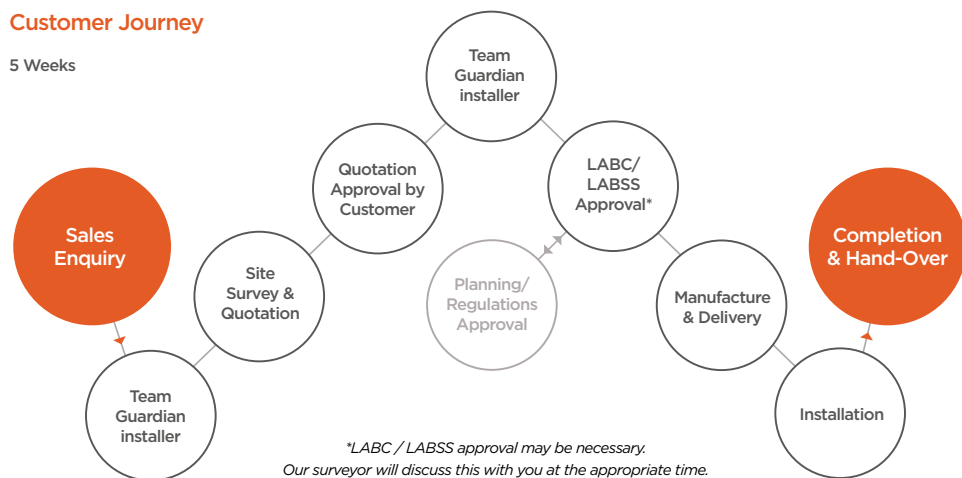 Customer Journey
5 Weeks
Sales
Enquiry
Team
Guardian
installer
Site
Survey &
Quotation
Quotation
Approval by
Customer
Team
Guardian
installer
LABC/
LABSS
Approval*
Planning/
Regulations
Approval
Manufacture
& Delivery
Installation
Completion
& Hand-Over
*LABC / LABSS approval may be necessary.
Our surveyor will discuss this with you at the appropriate time.